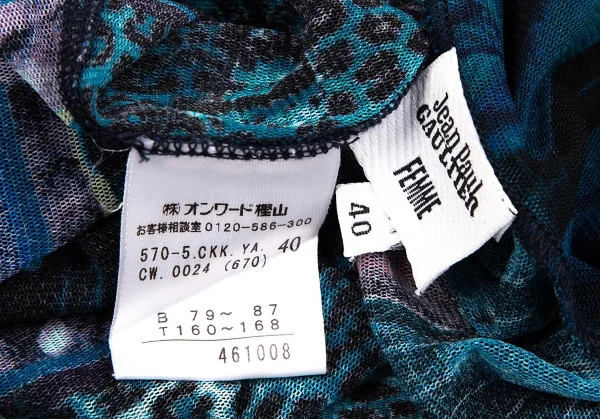 (株) オンワード樫山
お客様相談室 0120-586-300
570-5.CKK. YA. 40
CW. 0024 (670)
B 79～ 87
T 160～168
461008
40
Jean Paul
GAULTIER
FEMME